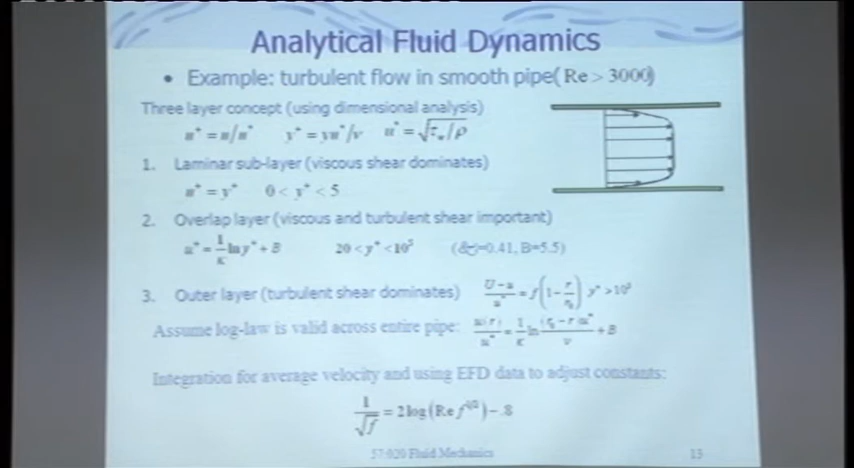 Analytical Fluid Dynamics
• Example: turbulent flow in smooth pipe( Re > 3000)
Three layer concept (using dimensional analysis)
u⁺ = u/u* y⁺ = yu*/ν u* = √τ_w/ρ
1. Laminar sub-layer (viscous shear dominates)
u⁺ = y⁺ 0 < y⁺ < 5
2. Overlap layer (viscous and turbulent shear important)
u⁺ = 1/κ ln y⁺ + B 20 < y⁺ < 10⁵ =0.41, B=5.5)
3. Outer layer (turbulent shear dominates) U-u/u* = f(1-r/r₀) y⁺ >10⁵
Assume log-law is valid across entire pipe: u(r)/u* = 1/κ ln (r₀-r)u*/ν + B
Integration for average velocity and using EFD data to adjust constants:
1/√f = 2log(Re f^1/2) - .8
57:020 Fluid Mechanics 13